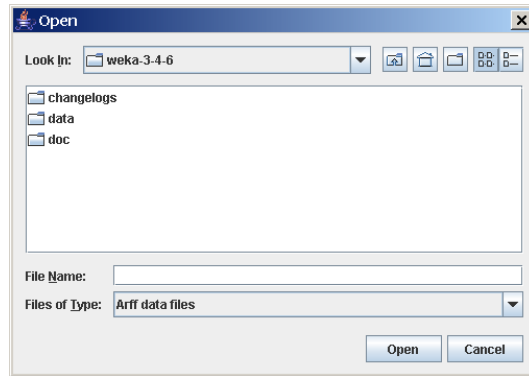 Open
Look In: weka-3-4-6
changelogs
data
doc
File Name:
Files of Type: Arff data files
Open Cancel